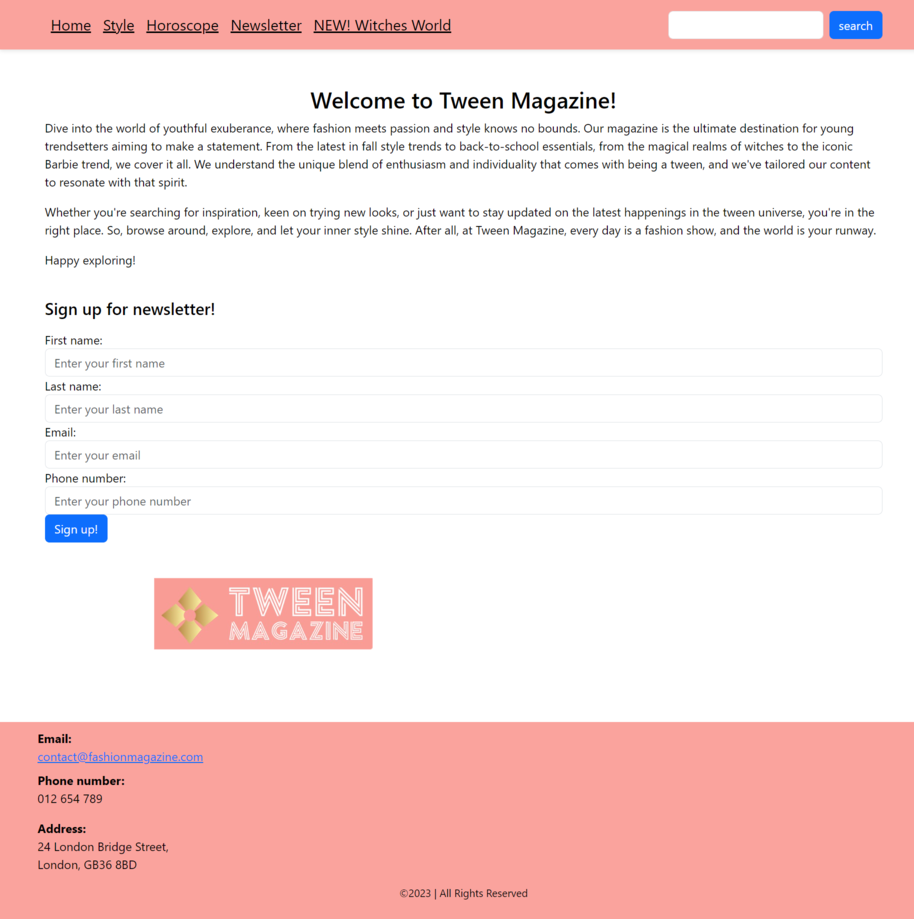 Home Style Horoscope Newsletter NEW! Witches World search
Welcome to Tween Magazine!
Dive into the world of youthful exuberance, where fashion meets passion and style knows no bounds. Our magazine is the ultimate destination for young
trendsetters aiming to make a statement. From the latest in fall style trends to back-to-school essentials, from the magical realms of witches to the iconic
Barbie trend, we cover it all. We understand the unique blend of enthusiasm and individuality that comes with being a tween, and we've tailored our content
to resonate with that spirit.
Whether you're searching for inspiration, keen on trying new looks, or just want to stay updated on the latest happenings in the tween universe, you're in the
right place. So, browse around, explore, and let your inner style shine. After all, at Tween Magazine, every day is a fashion show, and the world is your runway.
Happy exploring!
Sign up for newsletter!
First name:
Enter your first name
Last name:
Enter your last name
Email:
Enter your email
Phone number:
Enter your phone number
Sign up!
TWEEN
MAGAZINE
Email:
contact@fashionmagazine.com
Phone number:
012 654 789
Address:
24 London Bridge Street,
London, GB36 8BD
©2023 | All Rights Reserved